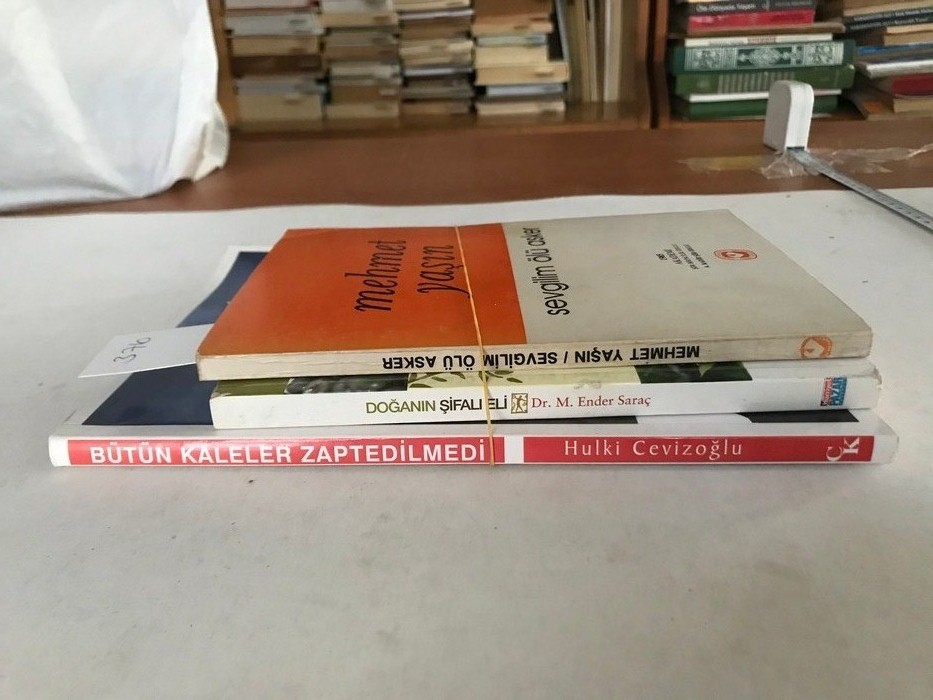 mehmet
yaşın
sevgilim ölü asker
MEHMET YAŞIN / SEVGİLİM ÖLÜ ASKER
DOĞANIN ŞİFALI ELİ Dr. M. Ender Saraç
BÜTÜN KALELER ZAPTEDİLMEDİ Hulki Cevizoğlu
CK
376